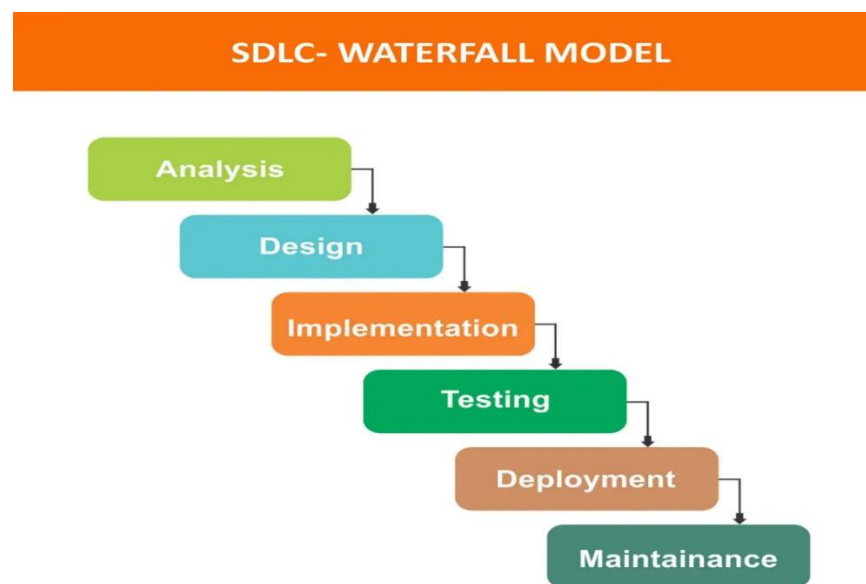 SDLC- WATERFALL MODEL
Analysis
Design
Implementation
Testing
Deployment
Maintainance